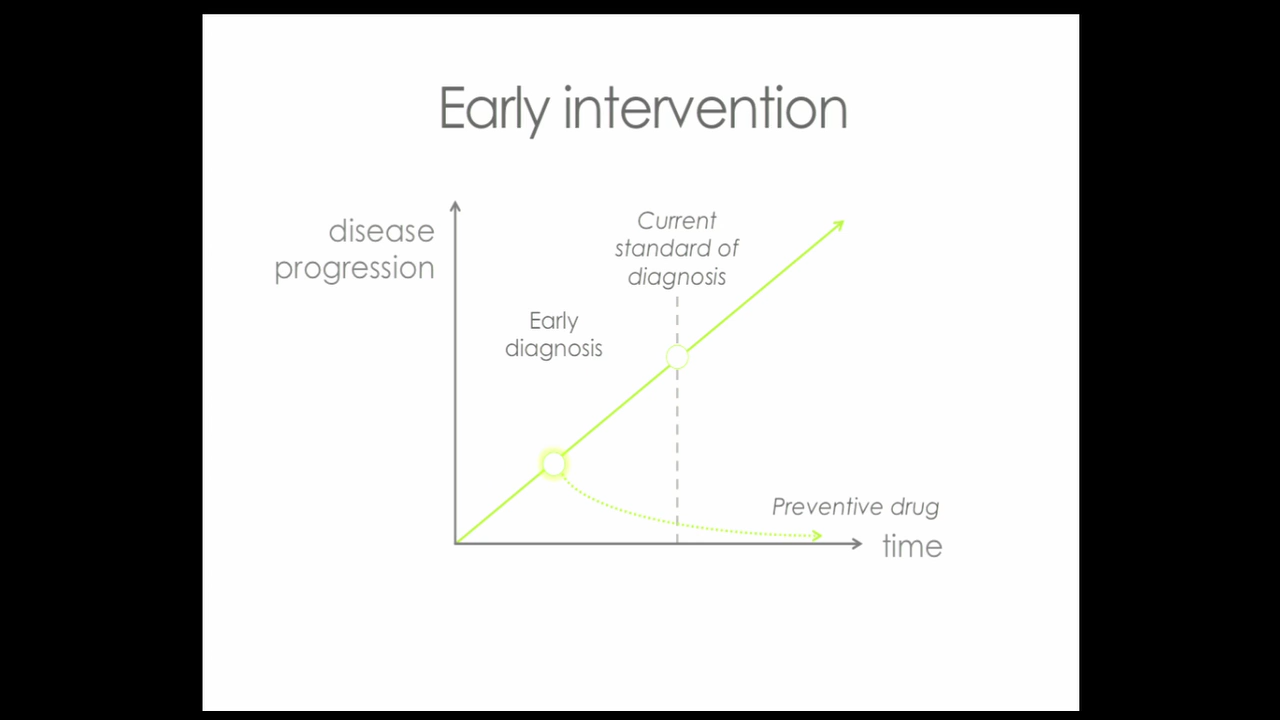 Early intervention
disease
progression
Current
standard of
diagnosis
Early
diagnosis
Preventive drug
time